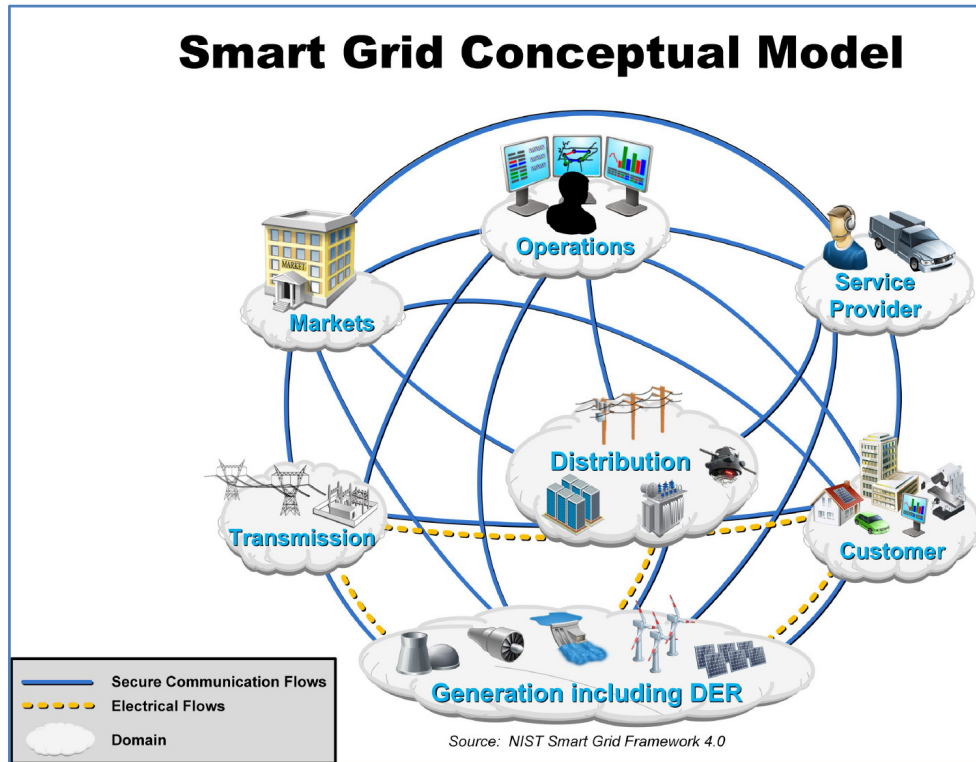 Smart Grid Conceptual Model
Operations
MARKET
Markets
Service
Provider
Distribution
Transmission
Customer
Generation including DER
Secure Communication Flows
Electrical Flows
Domain
Source: NIST Smart Grid Framework 4.0